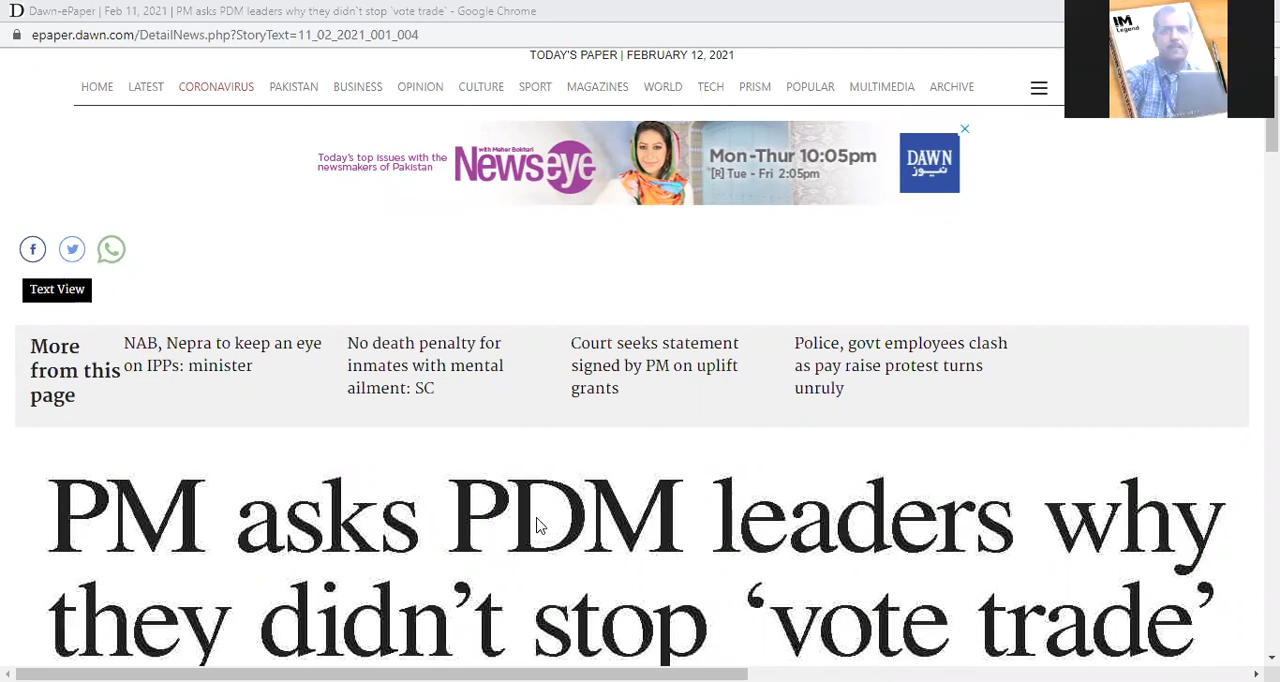 D Dawn-ePaper | Feb 11, 2021 | PM asks PDM leaders why they didn`t stop `vote trade` - Google Chrome
epaper.dawn.com/DetailNews.php?StoryText=11_02_2021_001_004
IM
Legend
TODAY'S PAPER | FEBRUARY 12, 2021
HOME LATEST CORONAVIRUS PAKISTAN BUSINESS OPINION CULTURE SPORT MAGAZINES WORLD TECH PRISM POPULAR MULTIMEDIA ARCHIVE
Today's top issues with the
newsmakers of Pakistan
with Meher Bokhari
Newseye
Mon-Thur 10:05pm
[R] Tue - Fri 2:05pm
DAWN
نیوز
Text View
More
from this
page
NAB, Nepra to keep an eye
on IPPs: minister
No death penalty for
inmates with mental
ailment: SC
Court seeks statement
signed by PM on uplift
grants
Police, govt employees clash
as pay raise protest turns
unruly
PM asks PDM leaders why
they didn't stop ‘vote trade’